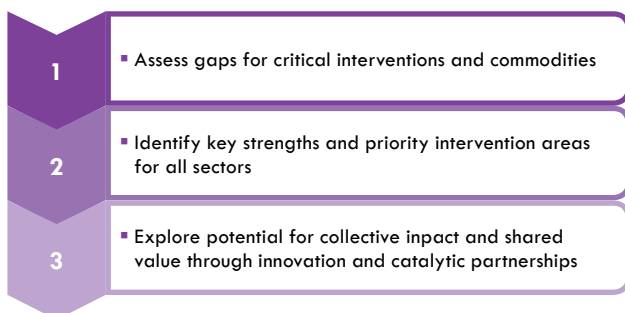 1
▪ Assess gaps for critical interventions and commodities
2
▪ Identify key strengths and priority intervention areas
for all sectors
3
▪ Explore potential for collective inpact and shared
value through innovation and catalytic partnerships